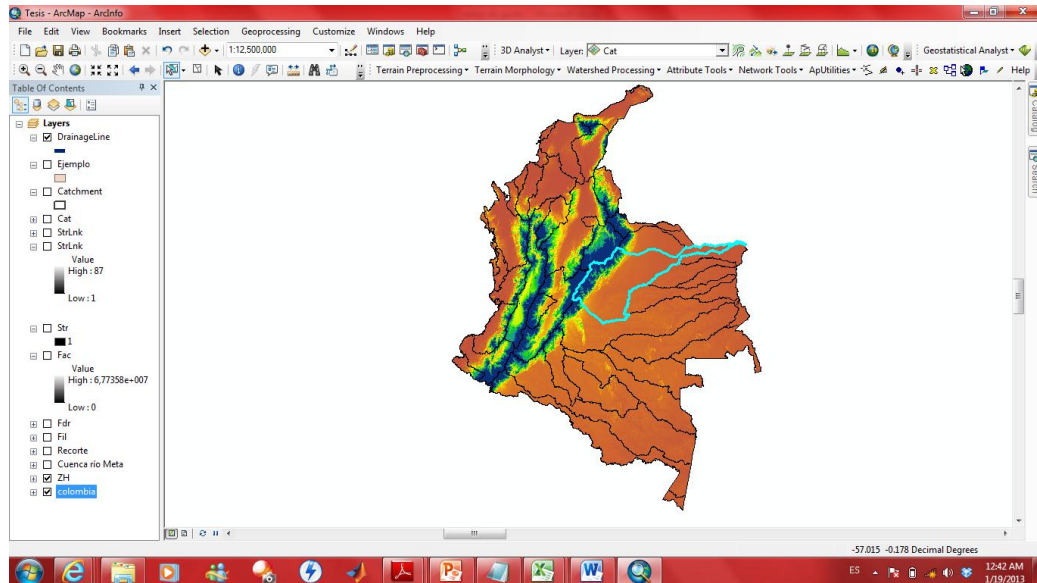 Tesis - ArcMap - ArcInfo
File Edit View Bookmarks Insert Selection Geoprocessing Customize Windows Help
1:12,500,000 3D Analyst Layer: Cat Geostatistical Analyst
Terrain Preprocessing Terrain Morphology Watershed Processing Attribute Tools Network Tools ApUtilities Help
Table Of Contents
Catalog
Search
Layers
DrainageLine
Ejemplo
Catchment
Cat
StrLnk
StrLnk
Value
High : 87
Low : 1
Str
1
Fac
Value
High : 6,77358e+007
Low : 0
Fdr
Fil
Recorte
Cuenca río Meta
ZH
colombia
-57.015 -0.178 Decimal Degrees
ES 12:42 AM
1/19/2013